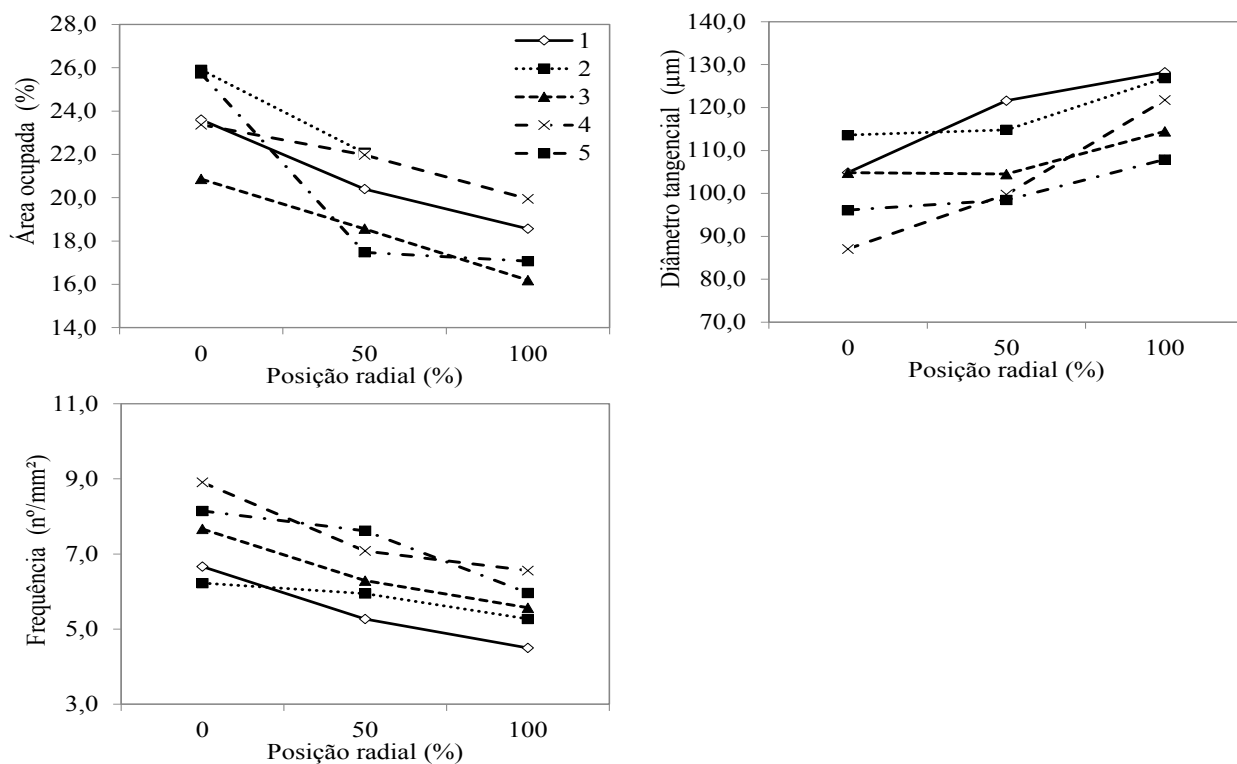 28,0
26,0
24,0
22,0
20,0
18,0
16,0
14,0
Área ocupada (%)
0 50 100
Posição radial (%)
1
2
3
4
5
140,0
130,0
120,0
110,0
100,0
90,0
80,0
70,0
Diâmetro tangencial (µm)
0 50 100
Posição radial (%)
11,0
9,0
7,0
5,0
3,0
Frequência (nº/mm²)
0 50 100
Posição radial (%)